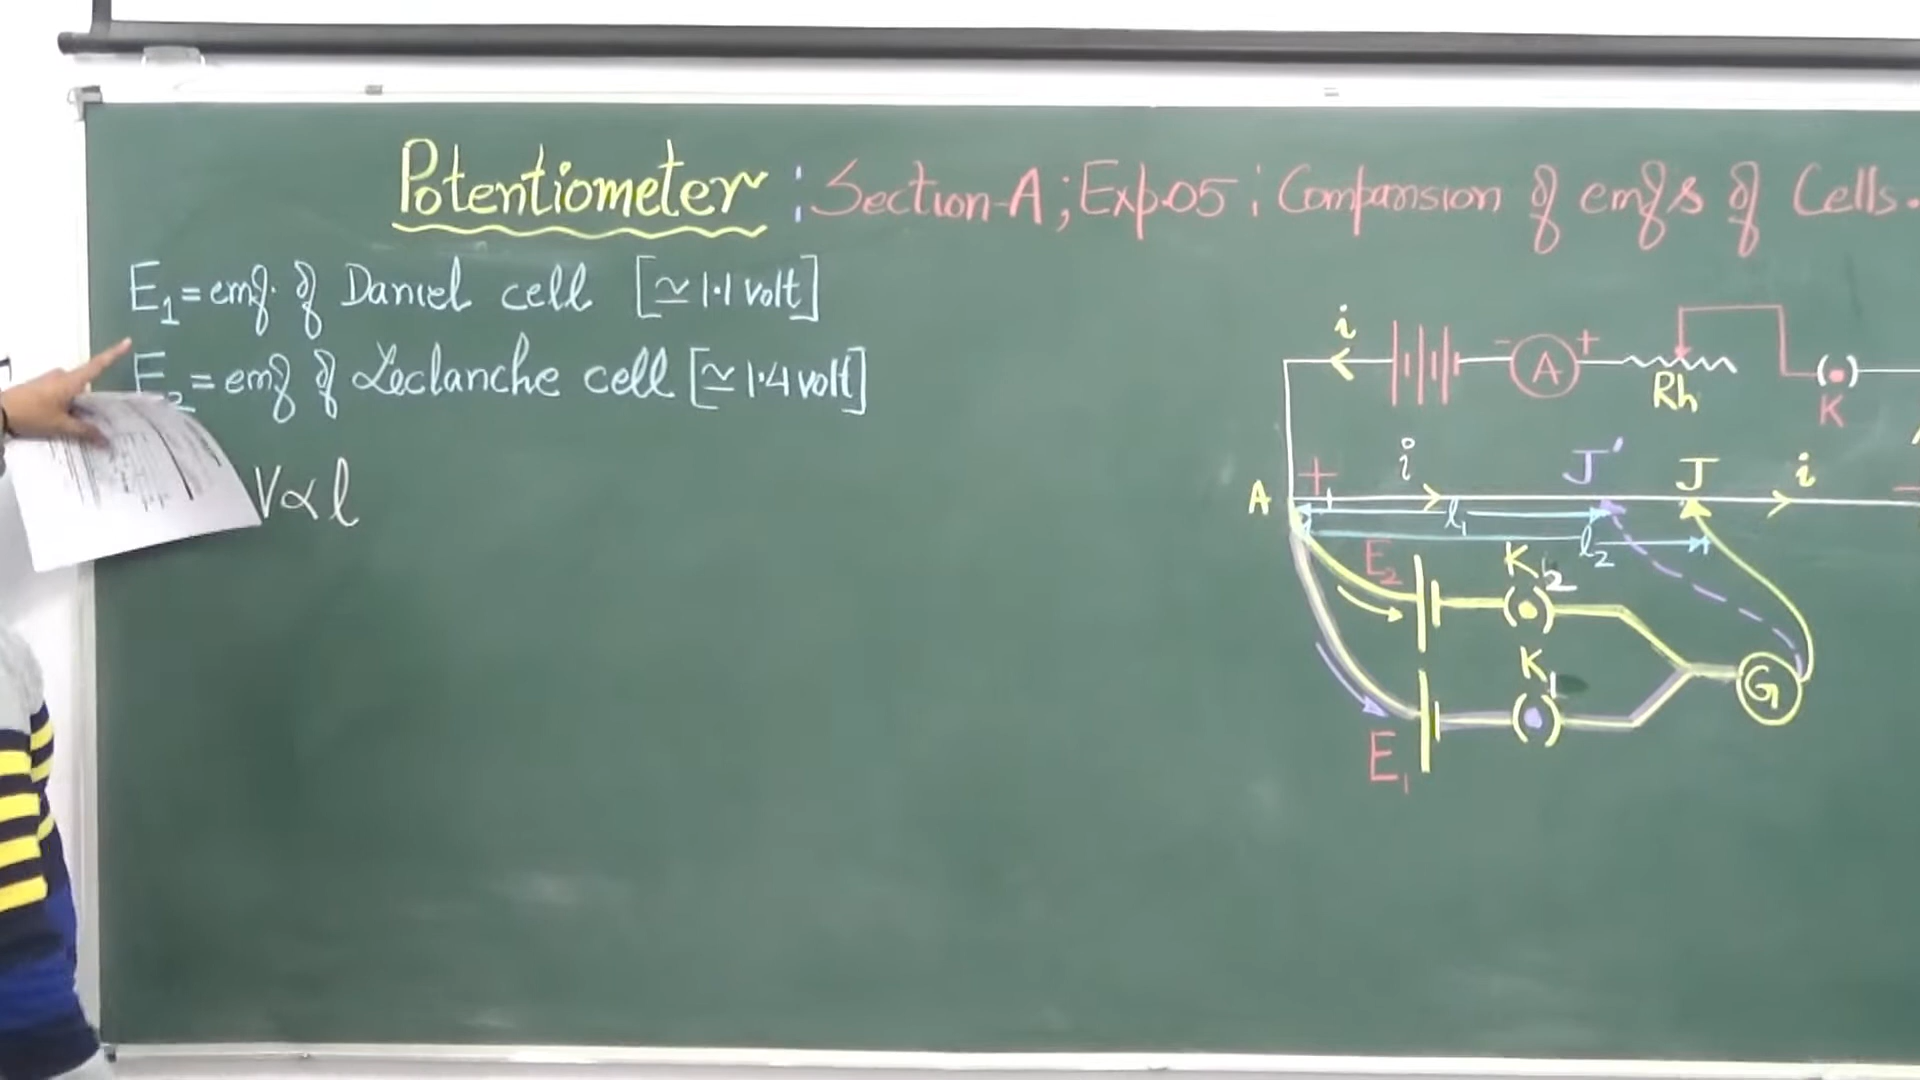 Potentiometer : Section-A ; Exp.05 ; Comparision of emfs of Cells.
E₁ = emf. of Daniel cell [≃ 1.1 volt]
E₂ = emf of Leclanche cell [≃ 1.4 volt]
V ∝ l
i
- A +
Rh
K
A
+
i
J'
J
i
-
l₁
l₂
E₂
K₂
K₁
G
E₁